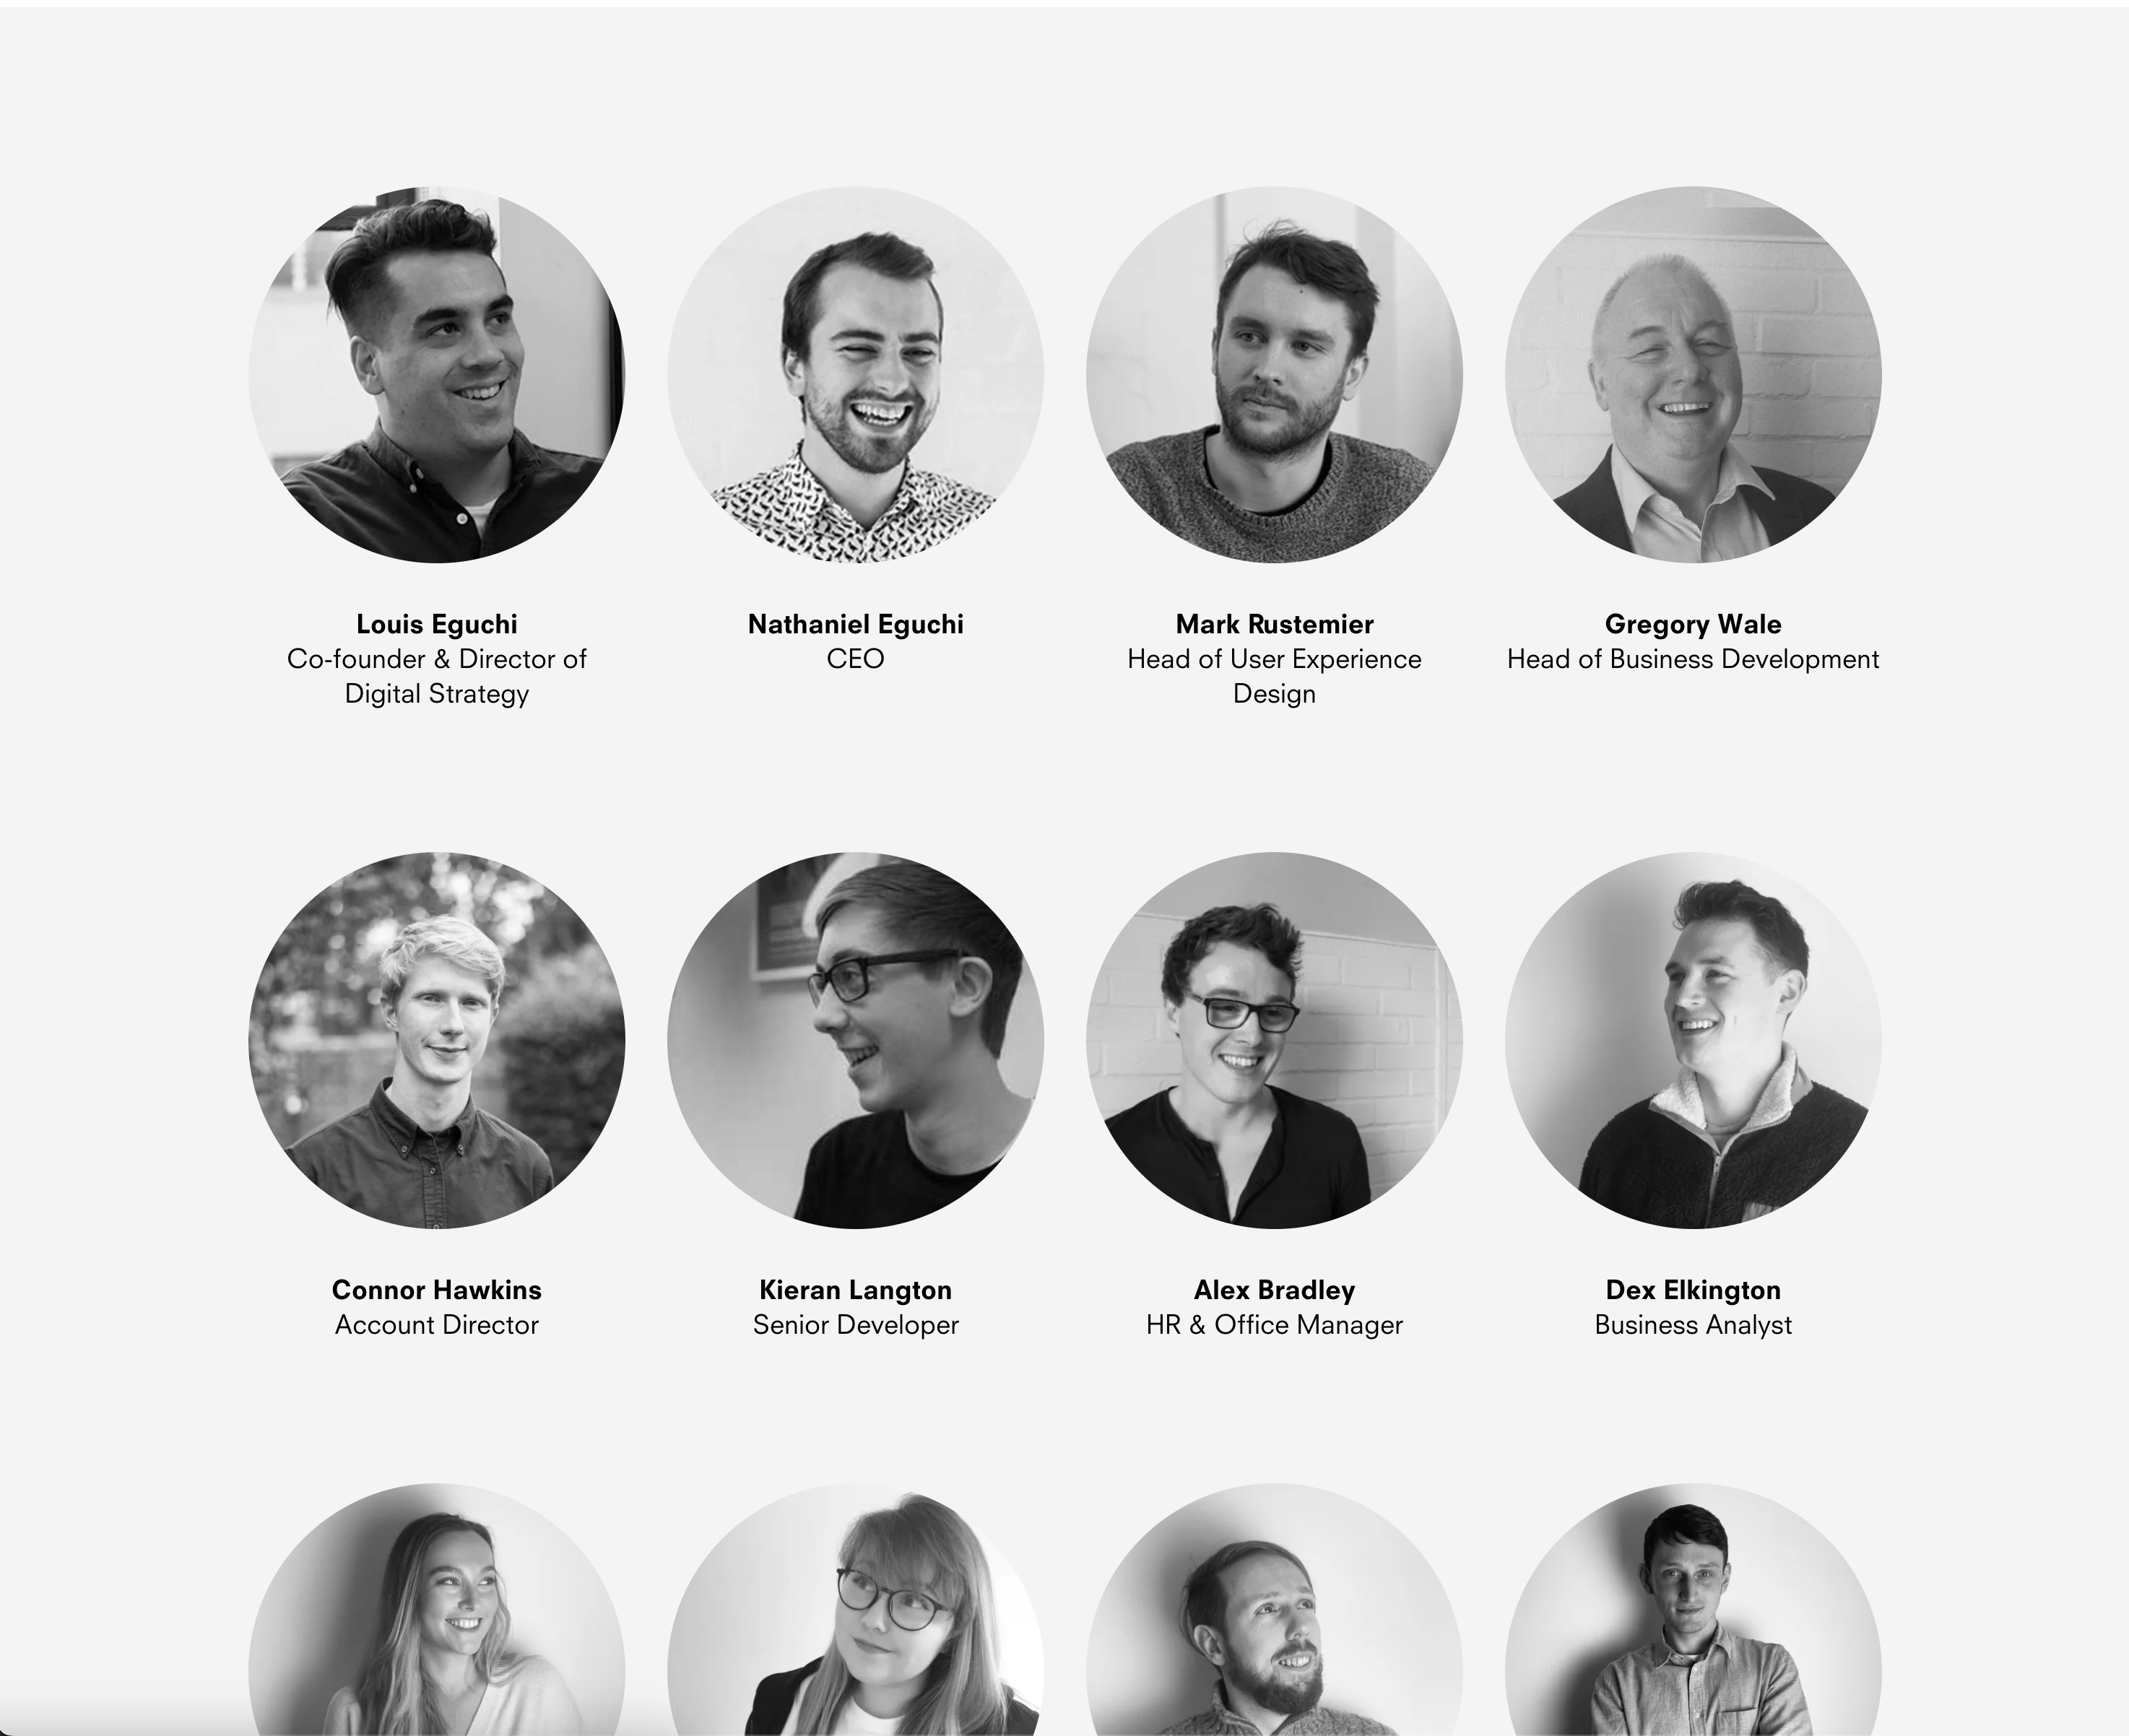 Louis Eguchi
Co-founder & Director of
Digital Strategy
Nathaniel Eguchi
CEO
Mark Rustemier
Head of User Experience
Design
Gregory Wale
Head of Business Development
Connor Hawkins
Account Director
Kieran Langton
Senior Developer
Alex Bradley
HR & Office Manager
Dex Elkington
Business Analyst